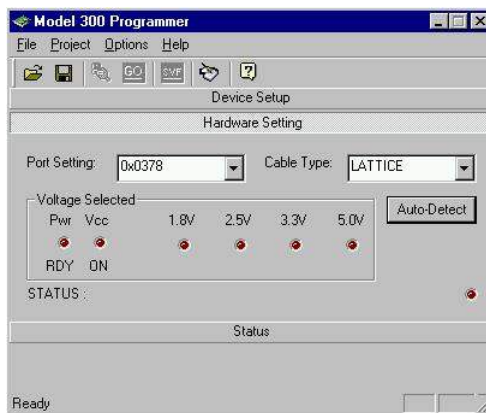 Model 300 Programmer
File Project Options Help
GO SVF
Device Setup
Hardware Setting
Port Setting: 0x0378 Cable Type: LATTICE
Voltage Selected
Pwr Vcc 1.8V 2.5V 3.3V 5.0V Auto-Detect
RDY ON
STATUS :
Status
Ready